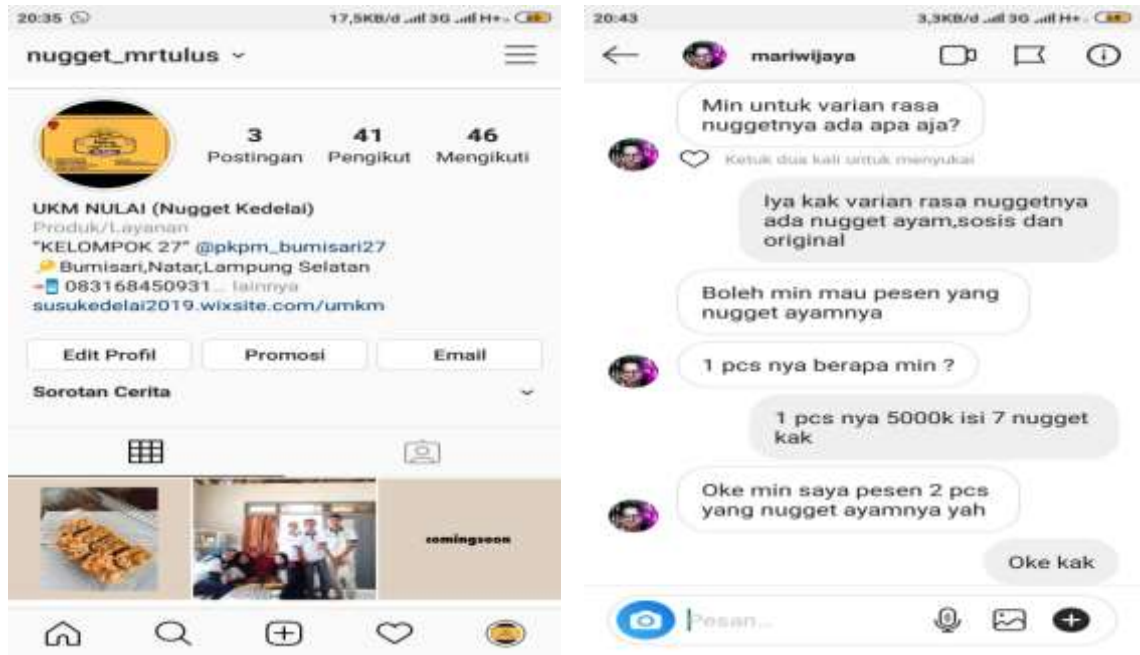 20:35
17,5KB/d 3G H+
nugget_mrtulus
3 41 46
Postingan Pengikut Mengikuti
UKM NULAI (Nugget Kedelai)
Produk/Layanan
"KELOMPOK 27" @pkpm_bumisari27
Bumisari,Natar,Lampung Selatan
083168450931... lainnya
susukedelai2019.wixsite.com/umkm
Edit Profil Promosi Email
Sorotan Cerita
comingsoon
20:43
3,3KB/d 3G H+
mariwijaya
Min untuk varian rasa
nuggetnya ada apa aja?
Ketuk dua kali untuk menyukai
Iya kak varian rasa nuggetnya
ada nugget ayam,sosis dan
original
Boleh min mau pesen yang
nugget ayamnya
1 pcs nya berapa min ?
1 pcs nya 5000k isi 7 nugget
kak
Oke min saya pesen 2 pcs
yang nugget ayamnya yah
Oke kak
Pesan...